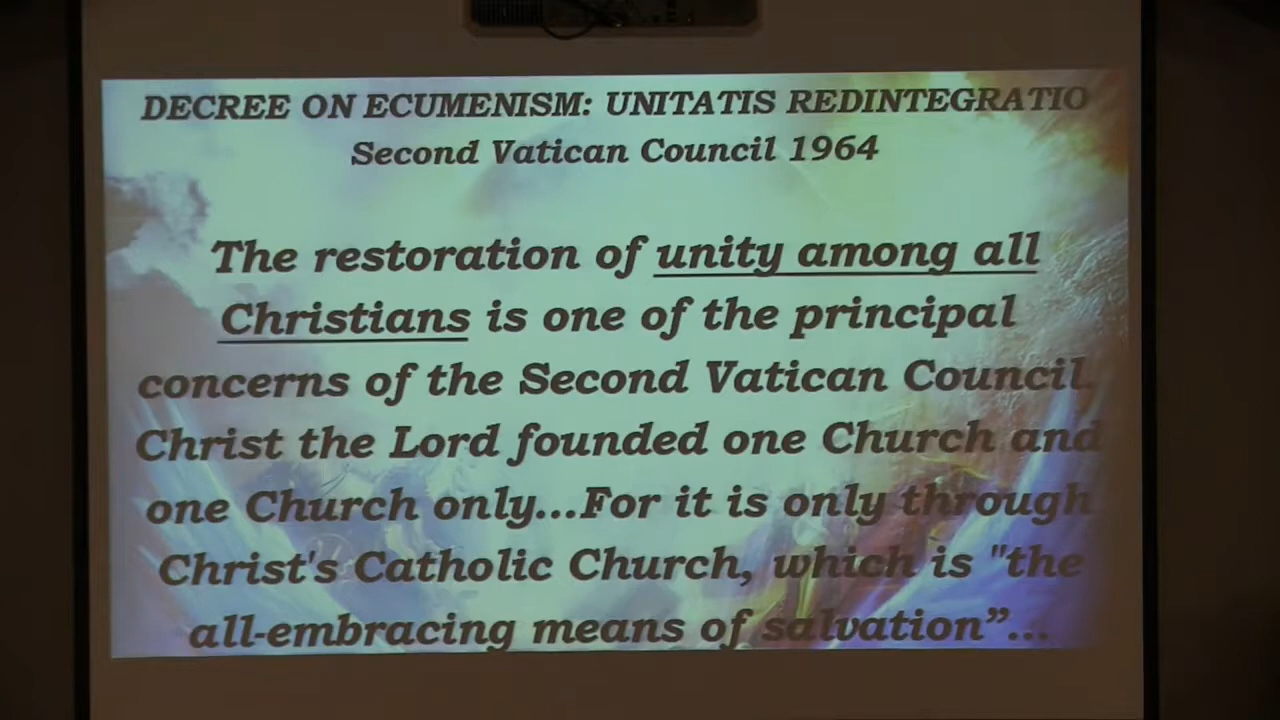 DECREE ON ECUMENISM: UNITATIS REDINTEGRATIO
Second Vatican Council 1964
The restoration of unity among all
Christians is one of the principal
concerns of the Second Vatican Council.
Christ the Lord founded one Church and
one Church only...For it is only through
Christ's Catholic Church, which is "the
all-embracing means of salvation”...